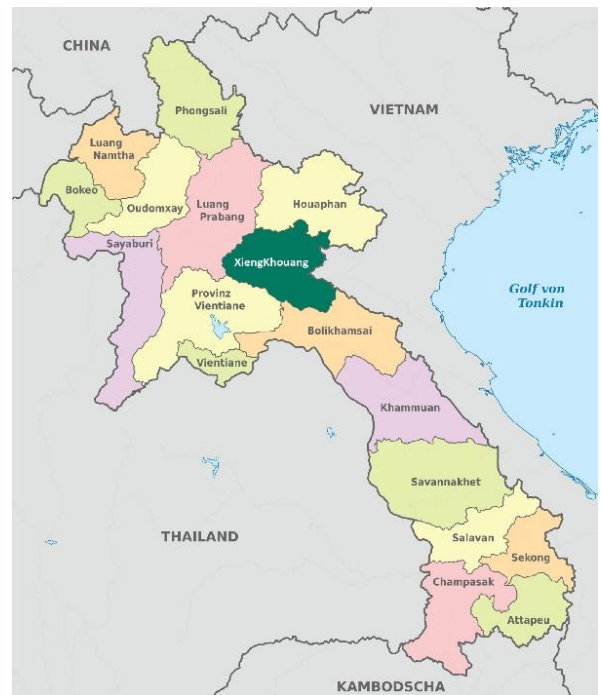 CHINA
VIETNAM
Phongsali
Luang
Namtha
Bokeo
Oudomxay
Luang
Prabang
Houaphan
Sayaburi
XiengKhouang
Golf von
Tonkin
Provinz
Vientiane
Bolikhamsai
Vientiane
Khammuan
Savannakhet
THAILAND
Salavan
Sekong
Champasak
Attapeu
KAMBODSCHA